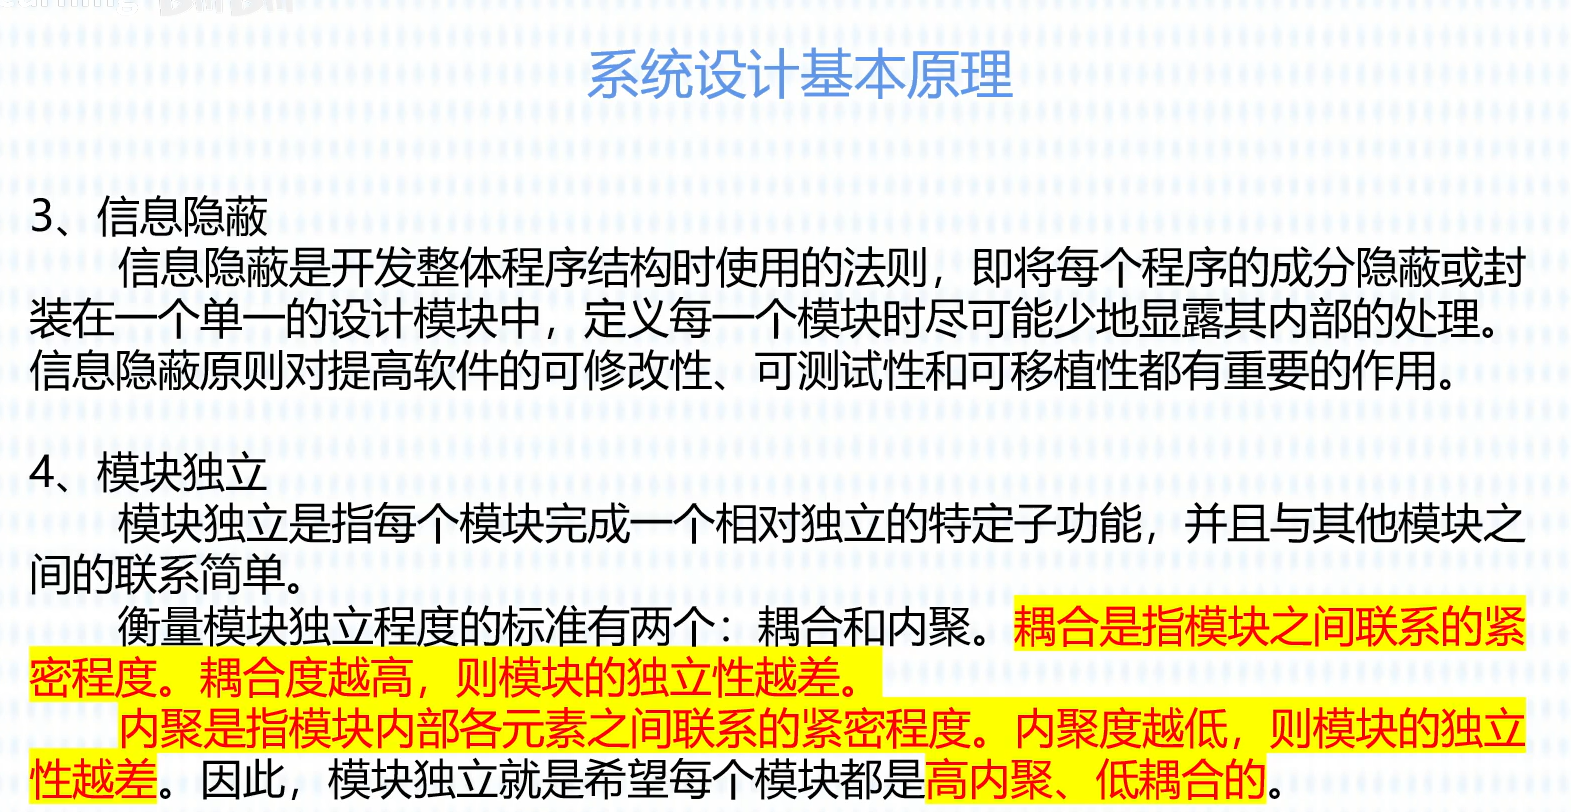 系统设计基本原理
3、信息隐蔽
信息隐蔽是开发整体程序结构时使用的法则，即将每个程序的成分隐蔽或封
装在一个单一的设计模块中，定义每一个模块时尽可能少地显露其内部的处理。
信息隐蔽原则对提高软件的可修改性、可测试性和可移植性都有重要的作用。
4、模块独立
模块独立是指每个模块完成一个相对独立的特定子功能，并且与其他模块之
间的联系简单。
衡量模块独立程度的标准有两个：耦合和内聚。耦合是指模块之间联系的紧
密程度。耦合度越高，则模块的独立性越差。
内聚是指模块内部各元素之间联系的紧密程度。内聚度越低，则模块的独立
性越差。因此，模块独立就是希望每个模块都是高内聚、低耦合的。